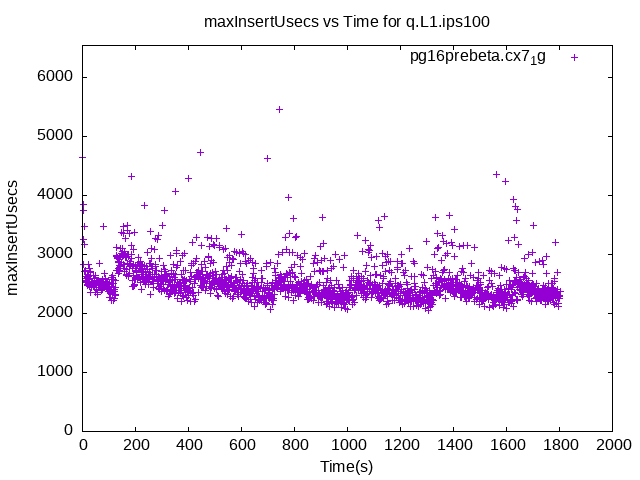 maxInsertUsecs vs Time for q.L1.ips100
pg16prebeta.cx7₁g
6000
5000
4000
3000
2000
1000
0
maxInsertUsecs
0 200 400 600 800 1000 1200 1400 1600 1800 2000
Time(s)